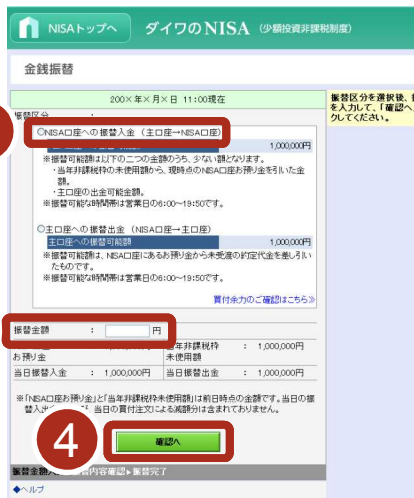 NISAトップへ
ダイワのNISA (少額投資非課税制度)
金銭振替
200×年×月×日 11:00現在
振替区分 :
○NISA口座への振替入金 (主口座→NISA口座)
1,000,000円
※振替可能額は以下の二つの金額のうち、少ない額となります。
・当年非課税枠の未使用額から、現時点のNISA口座お預り金を引いた金
額。
・主口座の出金可能金額。
※振替可能な時間帯は営業日の6:00～19:50です。
○主口座への振替出金 (NISA口座→主口座)
主口座への振替可能額 1,000,000円
※振替可能額は、NISA口座にあるお預り金から未受渡の約定代金を差し引い
たものです。
※振替可能な時間帯は営業日の6:00～19:50です。
買付余力のご確認はこちら≫
振替金額 : 円
当年非課税枠 : 1,000,000円
お預り金 未使用額
当日振替入金 : 1,000,000円 当日振替出金 : 1,000,000円
※「NISA口座お預り金」と「当年非課税枠未使用額」は前日時点の金額です。当日の振
替入出 、当日の買付注文による減額分は含まれておりません。
4
確認へ
振替金額入 内容確認▶振替完了
◆ヘルプ
振替区分を選択後、
を入力して、「確認へ
クしてください。